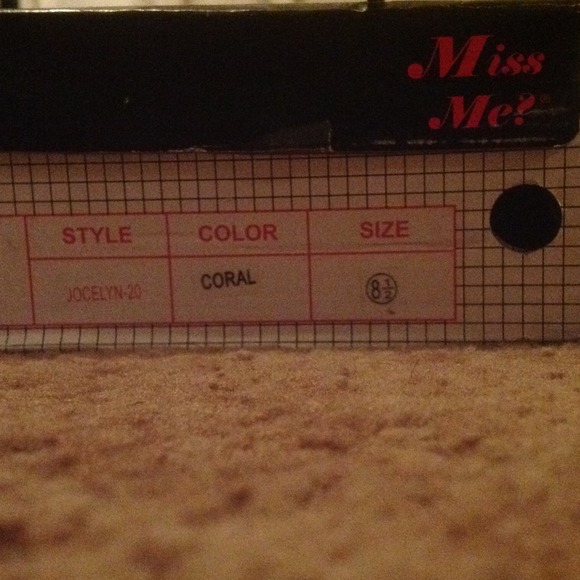 Miss
Me?®
STYLE COLOR SIZE
JOCELYN-20 CORAL 8½